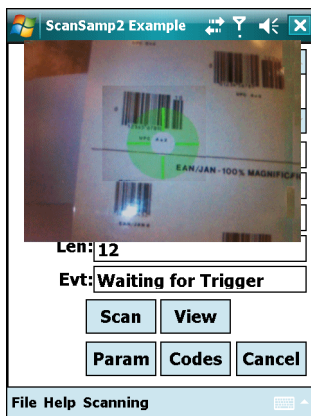 ScanSamp2 Example
EAN/JAN-100% MAGNIFIC
Len: 12
Evt: Waiting for Trigger
Scan View
Param Codes Cancel
File Help Scanning